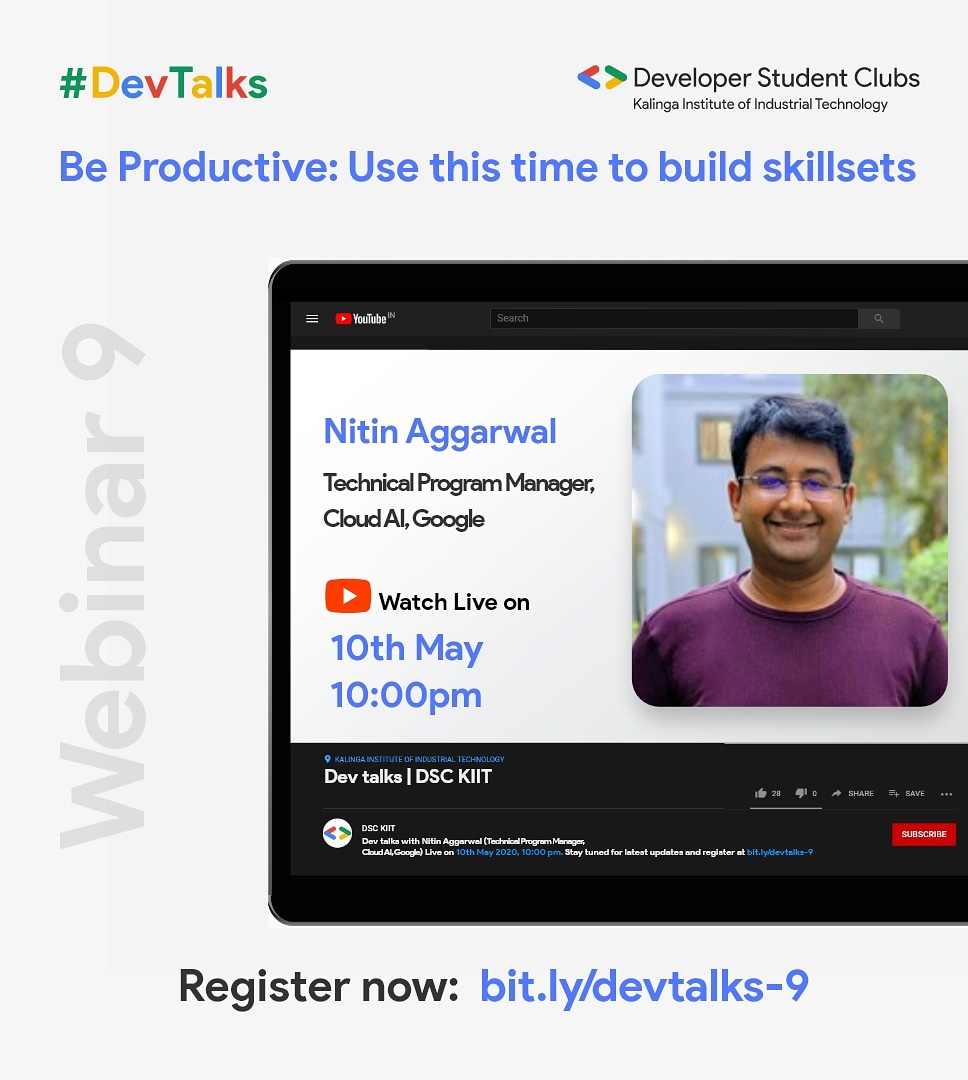 #DevTalks
Developer Student Clubs
Kalinga Institute of Industrial Technology
Be Productive: Use this time to build skillsets
Webinar 9
YouTube IN
Search
Nitin Aggarwal
Technical Program Manager,
Cloud AI, Google
Watch Live on
10th May
10:00pm
KALINGA INSTITUTE OF INDUSTRIAL TECHNOLOGY
Dev talks | DSC KIIT
28 0 SHARE SAVE
DSC KIIT
Dev talks with Nitin Aggarwal (Technical Program Manager,
Cloud AI, Google) Live on 10th May 2020, 10:00 pm. Stay tuned for latest updates and register at bit.ly/devtalks-9
SUBSCRIBE
Register now: bit.ly/devtalks-9